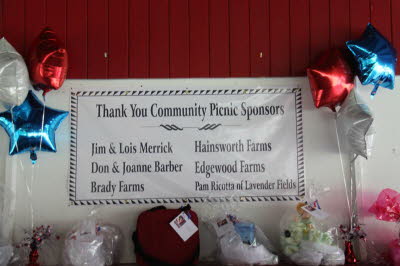 Thank You Community Picnic Sponsors
Jim & Lois Merrick
Hainsworth Farms
Don & Joanne Barber
Edgewood Farms
Brady Farms
Pam Ricotta of Lavender Fields